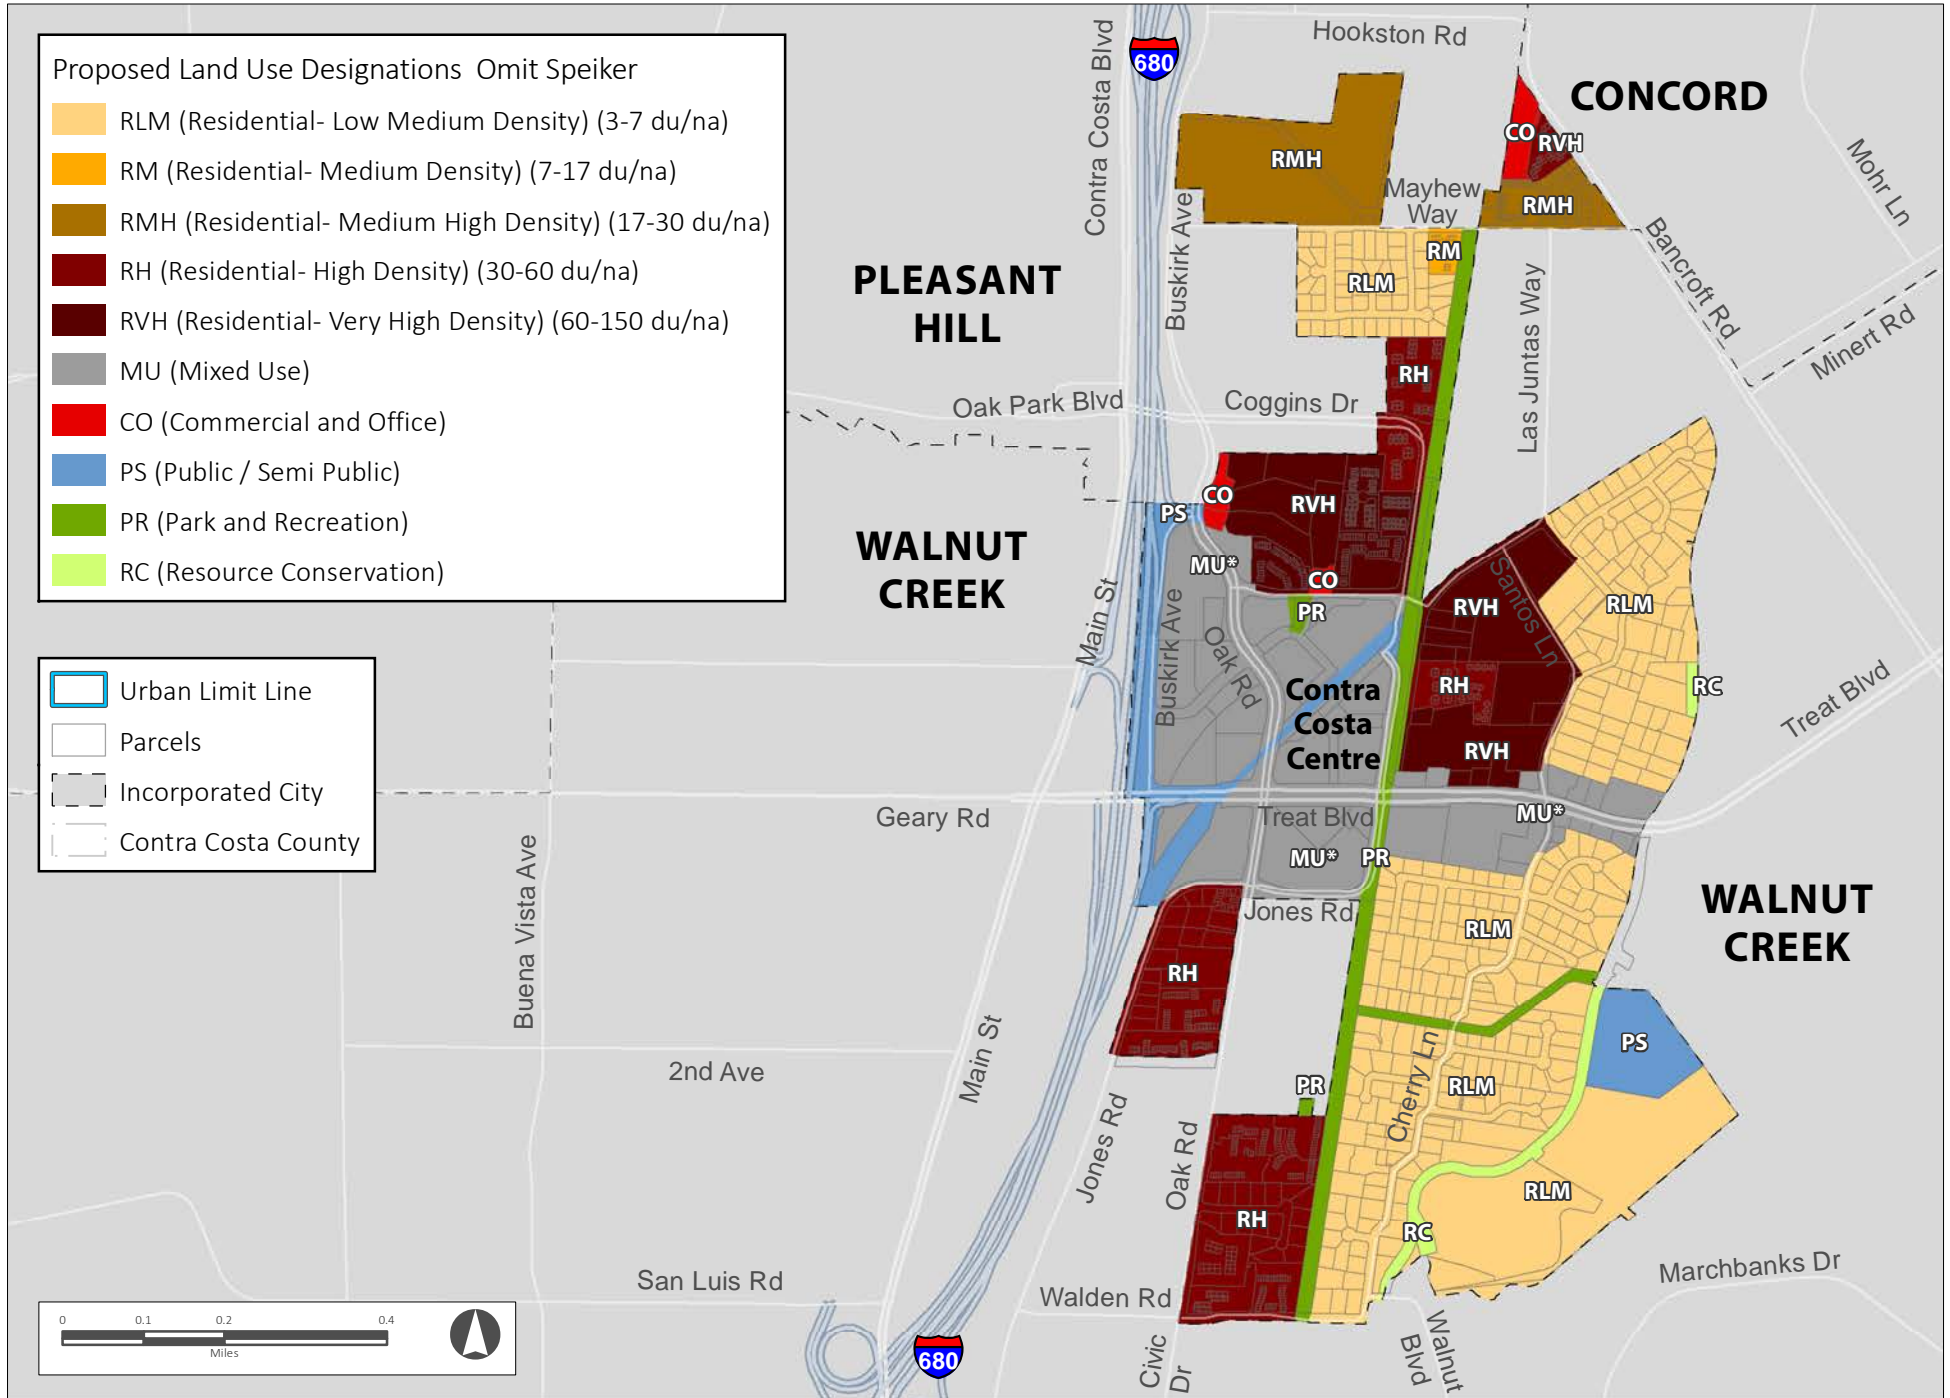 Proposed Land Use Designations  Omit Speiker
RLM (Residential- Low Medium Density) (3-7 du/na)
RM (Residential- Medium Density) (7-17 du/na)
RMH (Residential- Medium High Density) (17-30 du/na)
RH (Residential- High Density) (30-60 du/na)
RVH (Residential- Very High Density) (60-150 du/na)
MU (Mixed Use)
CO (Commercial and Office)
PS (Public / Semi Public)
PR (Park and Recreation)
RC (Resource Conservation)
Urban Limit Line
Parcels
Incorporated City
Contra Costa County
0
0.1
0.2
0.4
Miles
Contra Costa Blvd
680
Hookston Rd
CONCORD
CO
RVH
RMH
Mayhew
Way
RMH
Mohr Ln
Buskirk Ave
RM
RLM
Bancroft Rd
PLEASANT
HILL
Las Juntas Way
Minert Rd
RH
Oak Park Blvd
Coggins Dr
CO
RVH
PS
WALNUT
CREEK
MU*
CO
PR
Santos Ln
RVH
RLM
Main St
Buskirk Ave
Oak Rd
Contra
Costa
Centre
RH
RC
Treat Blvd
RVH
Geary Rd
Treat Blvd
MU*
MU*
PR
Buena Vista Ave
WALNUT
CREEK
Jones Rd
RLM
RH
PS
2nd Ave
Main St
Cherry Ln
PR
RLM
Jones Rd
Oak Rd
RLM
RH
RC
San Luis Rd
Walden Rd
Marchbanks Dr
680
Civic
Dr
Walnut
Blvd